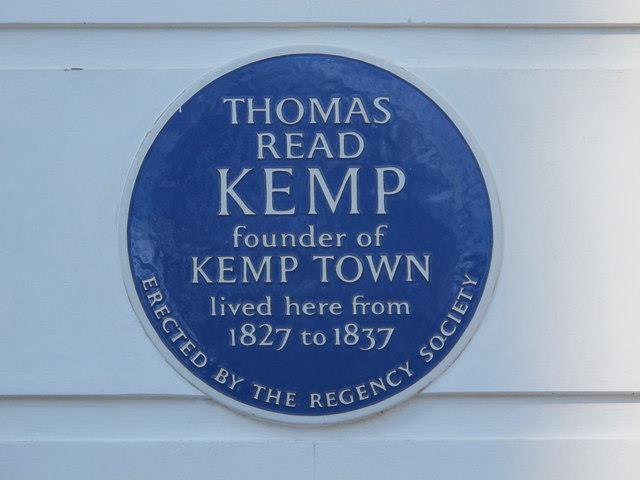 THOMAS
READ
KEMP
founder of
KEMP TOWN
lived here from
1827 to 1837
ERECTED BY THE REGENCY SOCIETY